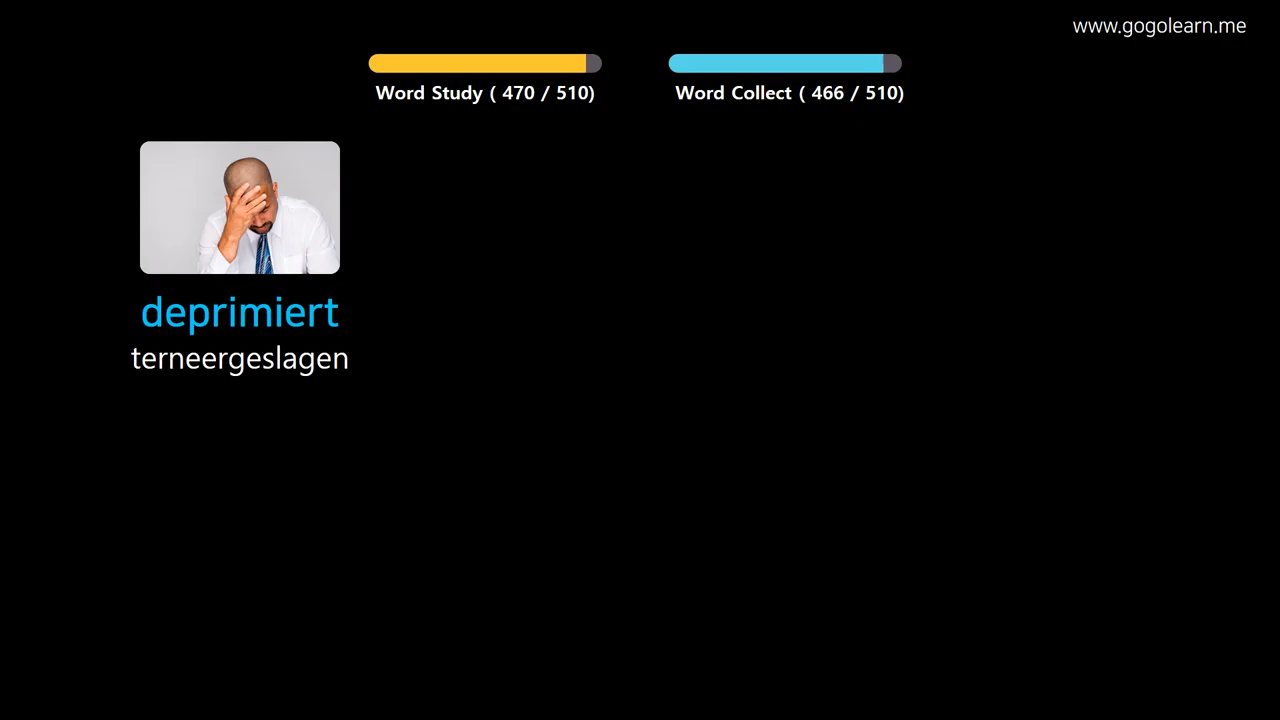 www.gogolearn.me
Word Study ( 470 / 510)
Word Collect ( 466 / 510)
deprimiert
terneergeslagen